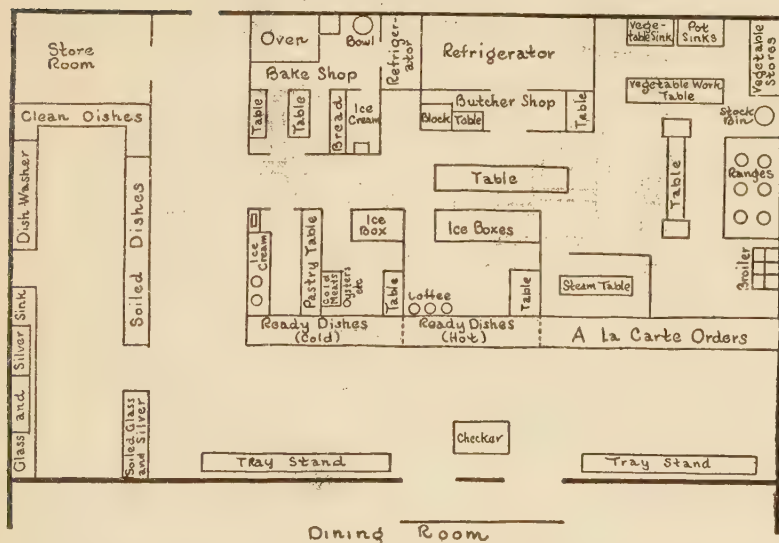 Store
Room
Oven
Bowl
Refriger-
ator
Refrigerator
Vege-
table Sink
Pot
Sinks
Vegetable
Stores
Bake Shop
Vegetable Work
Table
Clean Dishes
Table
Table
Bread
Ice
Cream
Butcher Shop
Block
Table
Table
Stock
Bin
Dish Washer
Soiled Dishes
Table
Table
Ranges
Ice
Cream
Pastry Table
Ice
Box
Ice Boxes
Cold
Meats
Oysters
etc
Table
Coffee
Table
Steam Table
Broiler
Ready Dishes
(Cold)
Ready Dishes
(Hot)
A La Carte Orders
Glass and Silver Sink
Soiled Glass
and Silver
Checker
Tray Stand
Tray Stand
Dining Room